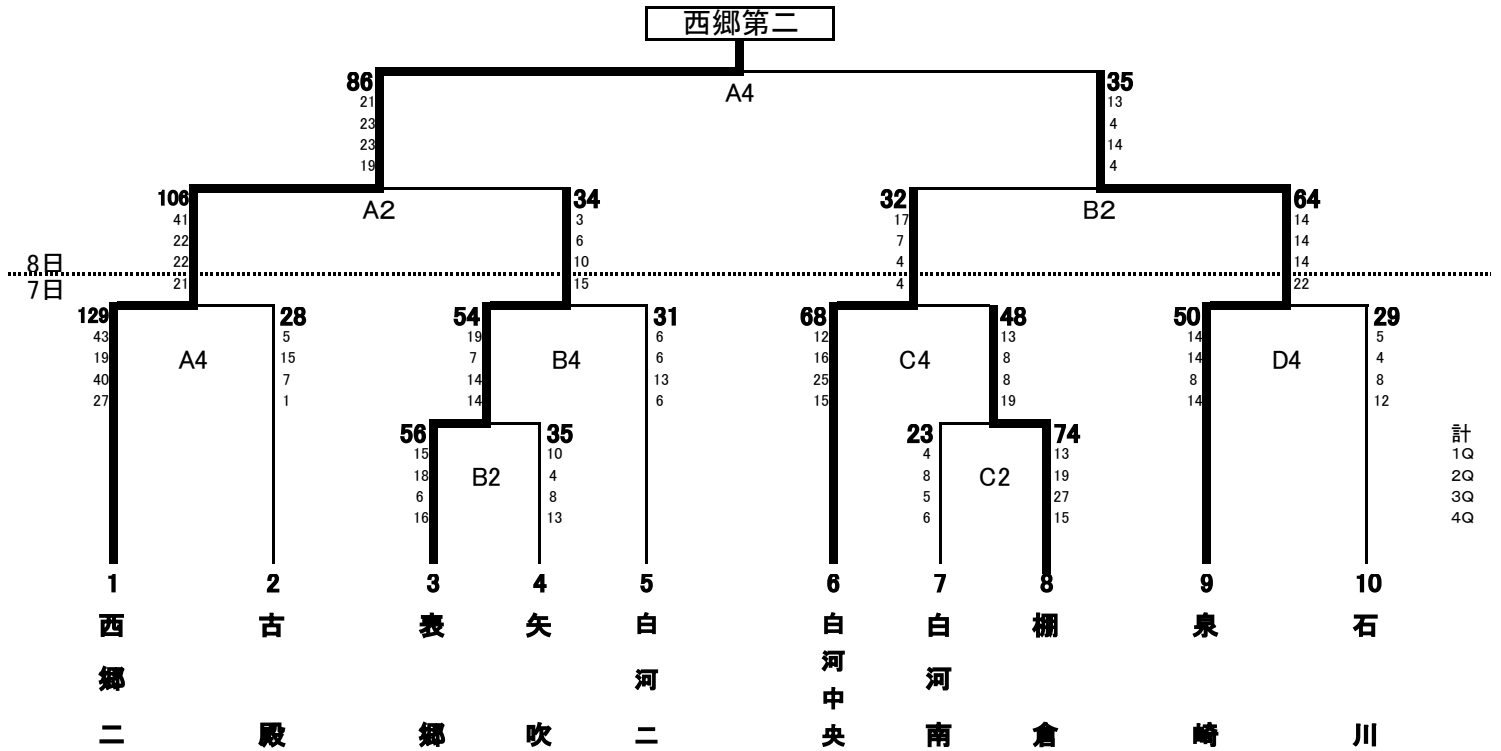 西郷第二
86 A4 35
21 13
23 4
23 14
19 4
106 A2 34 32 B2 64
41 3 17 14
22 6 7 14
22 10 4 14
21 15 4 22
8日
7日
129 28 54 31 68 48 50 29
43 5 19 6 12 13 14 5
19 A4 15 7 B4 6 16 C4 8 14 D4 4
40 7 14 13 25 8 8 8
27 1 14 6 15 19 14 12
56 35 23 74 計
15 10 4 13 1Q
18 B2 4 8 C2 19 2Q
6 8 5 27 3Q
16 13 6 15 4Q
1 2 3 4 5 6 7 8 9 10
西郷二
古殿
表郷
矢吹
白河二
白河中央
白河南
棚倉
泉崎
石川